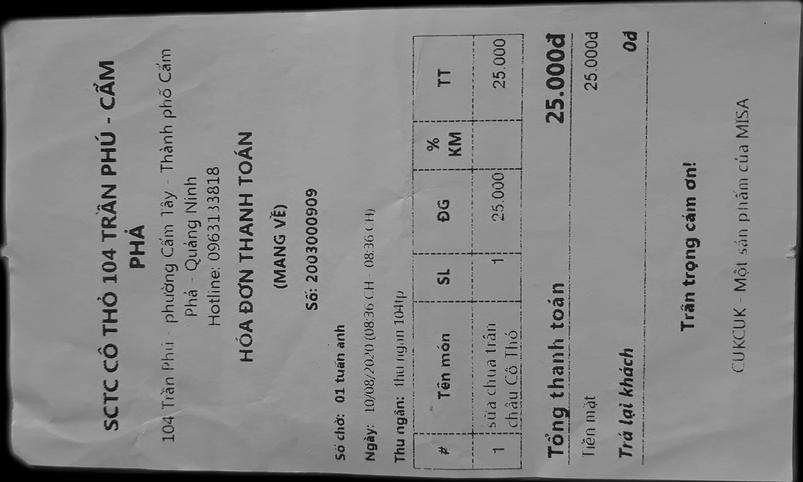 SCTC CÔ THỎ 104 TRẦN PHÚ - CẨM
PHẢ
104 Trần Phú - phường Cẩm Tây - Thành phố Cẩm
Phả - Quảng Ninh
Hotline: 0963133818
HÓA ĐƠN THANH TOÁN
(MANG VỀ)
Số: 2003000909
Số chờ: 01 tuấn anh
Ngày: 10/08/2020 (08:36 CH - 08:36 CH)
Thu ngân: thu ngan 104tp
# Tên món SL ĐG % KM TT
1 sữa chua trân 1 25.000 25.000
châu Cô Thỏ
Tổng thanh toán 25.000đ
Tiền mặt 25.000đ
Trả lại khách 0đ
Trân trọng cảm ơn!
CUKCUK - Một sản phẩm của MISA